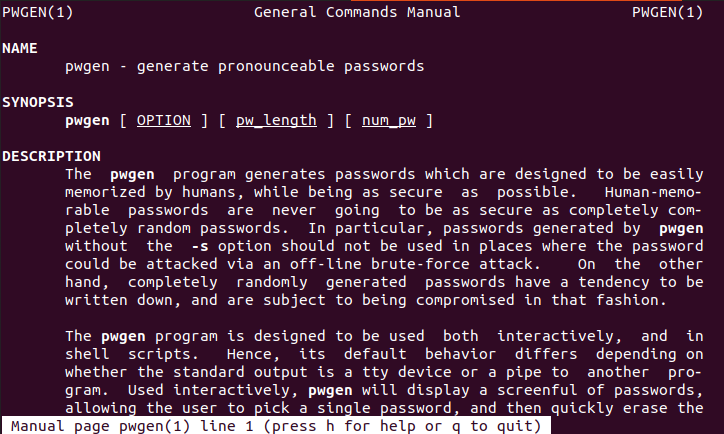 PWGEN(1) General Commands Manual PWGEN(1)
NAME
pwgen - generate pronounceable passwords
SYNOPSIS
pwgen [ OPTION ] [ pw_length ] [ num_pw ]
DESCRIPTION
The pwgen program generates passwords which are designed to be easily
memorized by humans, while being as secure as possible. Human-memo-
rable passwords are never going to be as secure as completely com-
pletely random passwords. In particular, passwords generated by pwgen
without the -s option should not be used in places where the password
could be attacked via an off-line brute-force attack. On the other
hand, completely randomly generated passwords have a tendency to be
written down, and are subject to being compromised in that fashion.
The pwgen program is designed to be used both interactively, and in
shell scripts. Hence, its default behavior differs depending on
whether the standard output is a tty device or a pipe to another pro-
gram. Used interactively, pwgen will display a screenful of passwords,
allowing the user to pick a single password, and then quickly erase the
Manual page pwgen(1) line 1 (press h for help or q to quit)